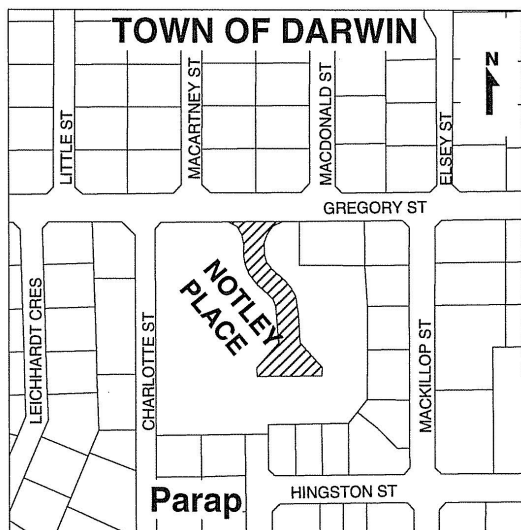 TOWN OF DARWIN
N
LITTLE ST
MACARTNEY ST
MACDONALD ST
ELSEY ST
GREGORY ST
NOTLEY
PLACE
LEICHHARDT CRES
CHARLOTTE ST
MACKILLOP ST
Parap
HINGSTON ST